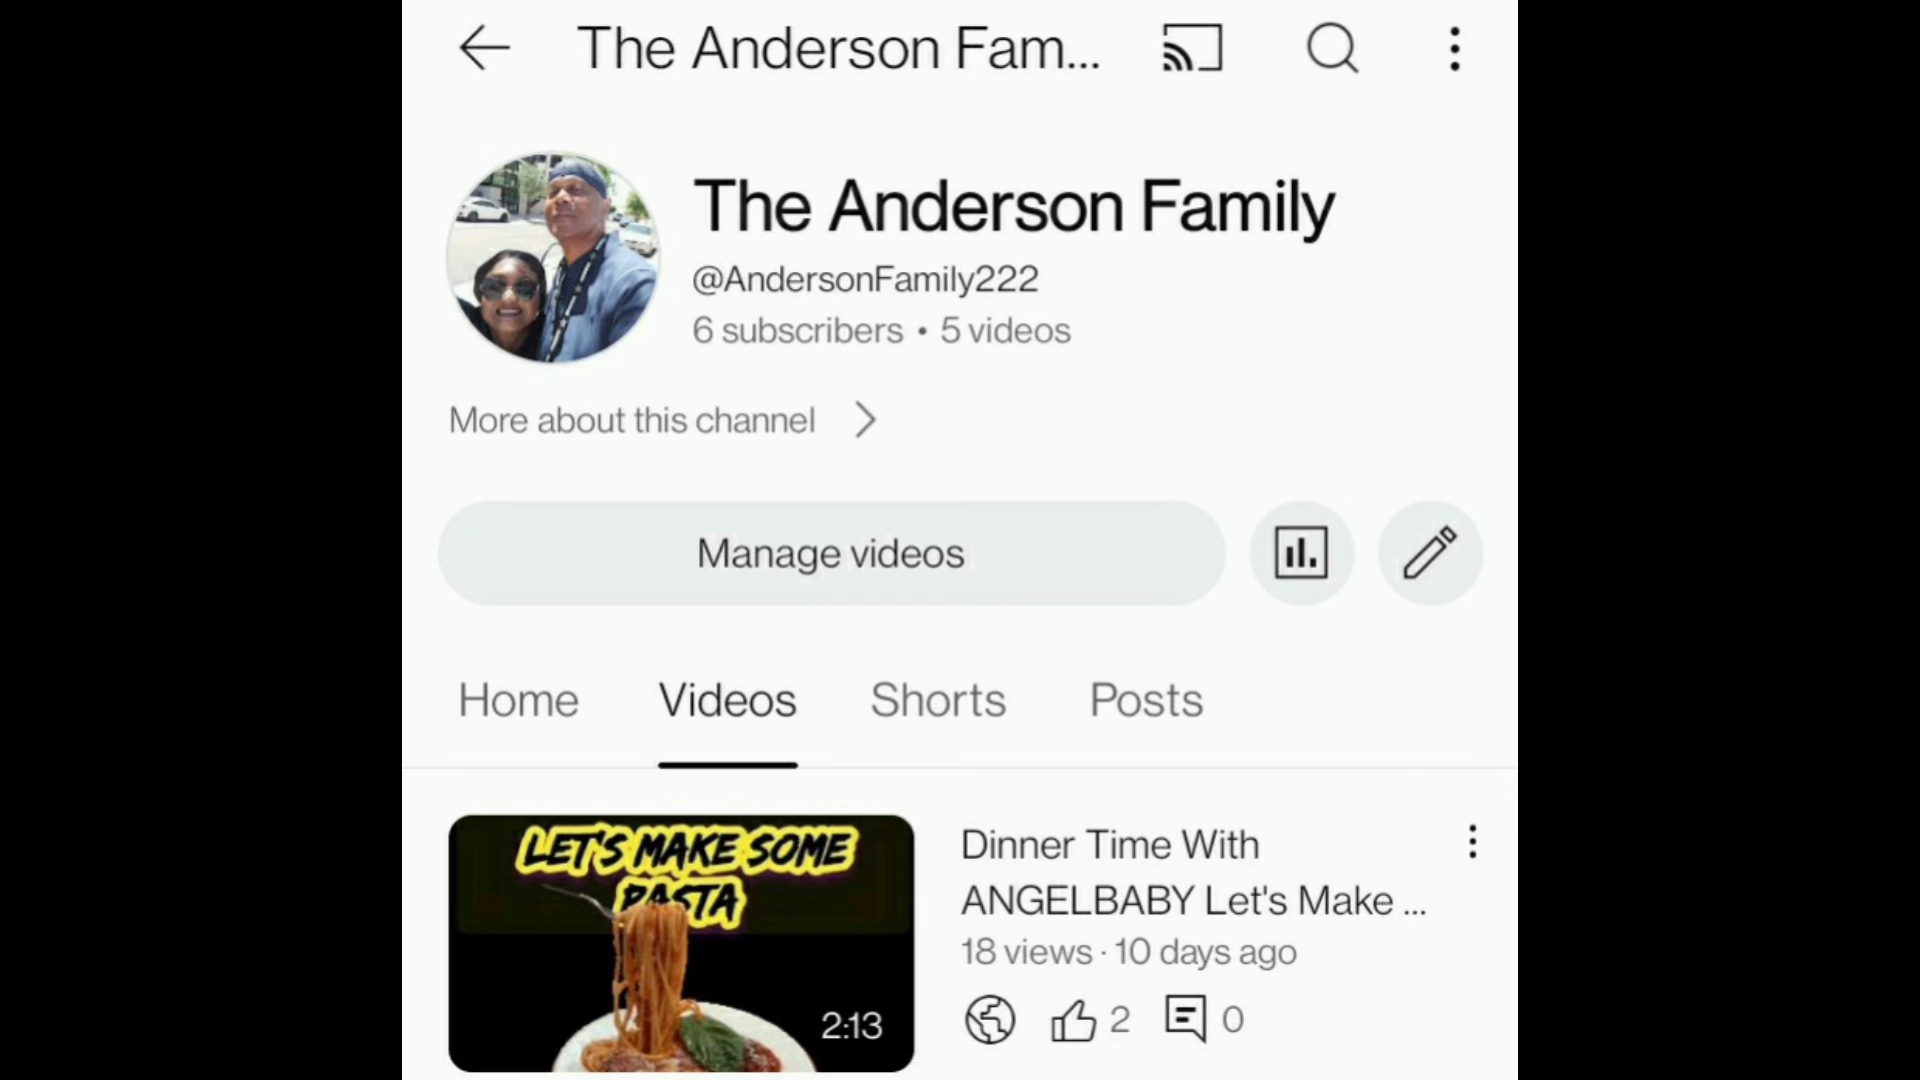 The Anderson Fam...
The Anderson Family
@AndersonFamily222
6 subscribers • 5 videos
More about this channel
Manage videos
Home
Videos
Shorts
Posts
LET'S MAKE SOME
PASTA
2:13
Dinner Time With
ANGELBABY Let's Make ...
18 views · 10 days ago
2
0